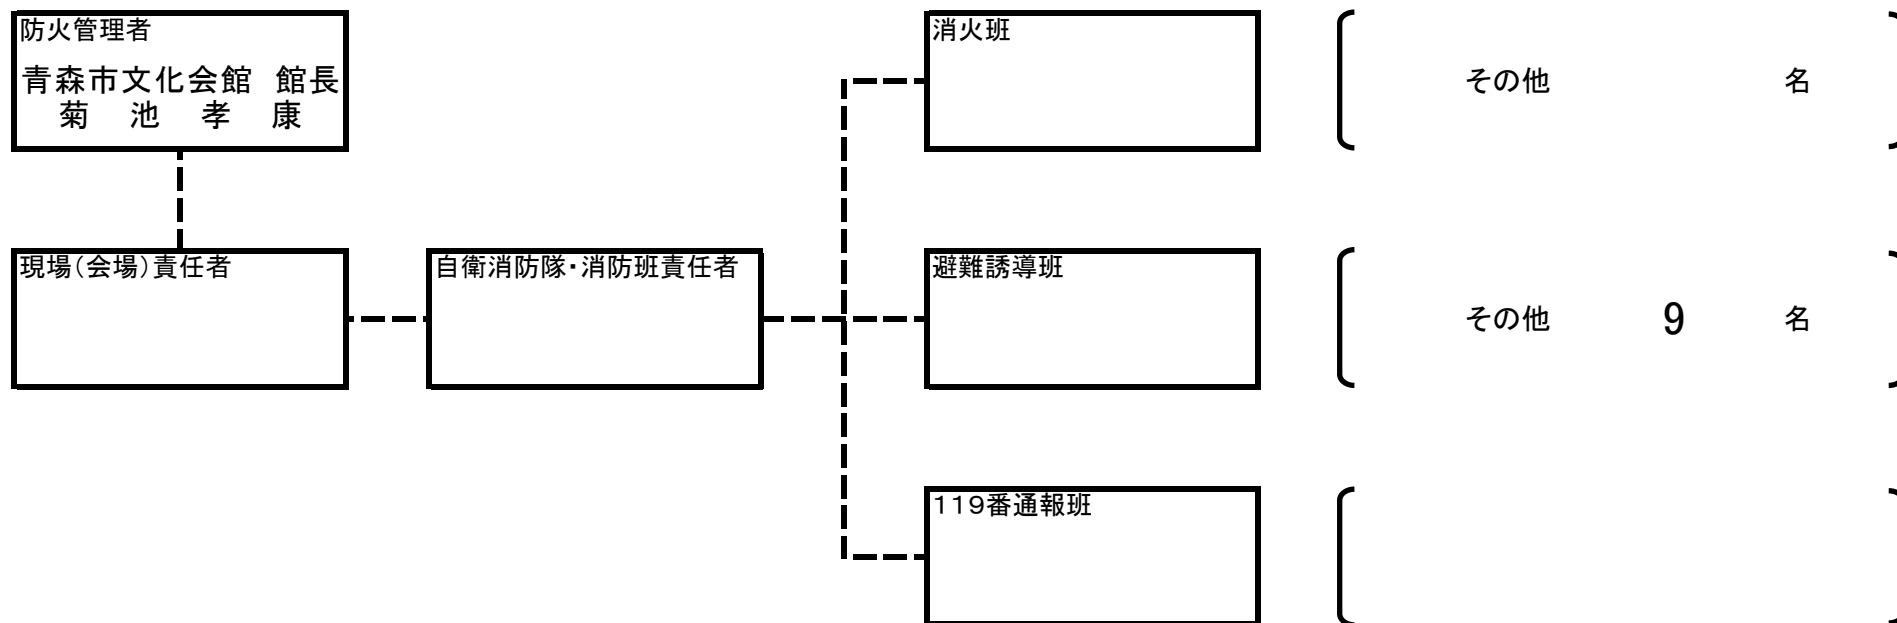 防火管理者
青森市文化会館 館長
菊 池 孝 康
消火班
その他 名
現場(会場)責任者
自衛消防隊・消防班責任者
避難誘導班
その他 9 名
119番通報班